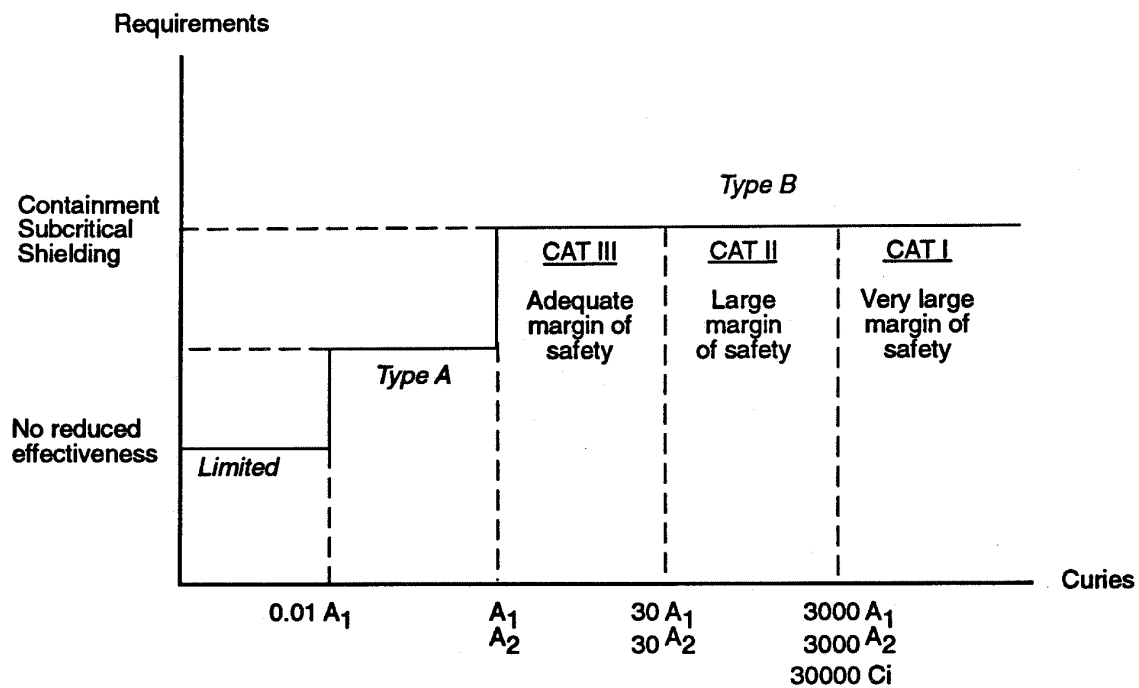 Requirements
Type B
Containment
Subcritical
Shielding
CAT III
Adequate
margin of
safety
CAT II
Large
margin
of safety
CAT I
Very large
margin of
safety
Type A
No reduced
effectiveness
Limited
Curies
0.01 A1
A1
A2
30 A1
30 A2
3000 A1
3000 A2
30000 Ci